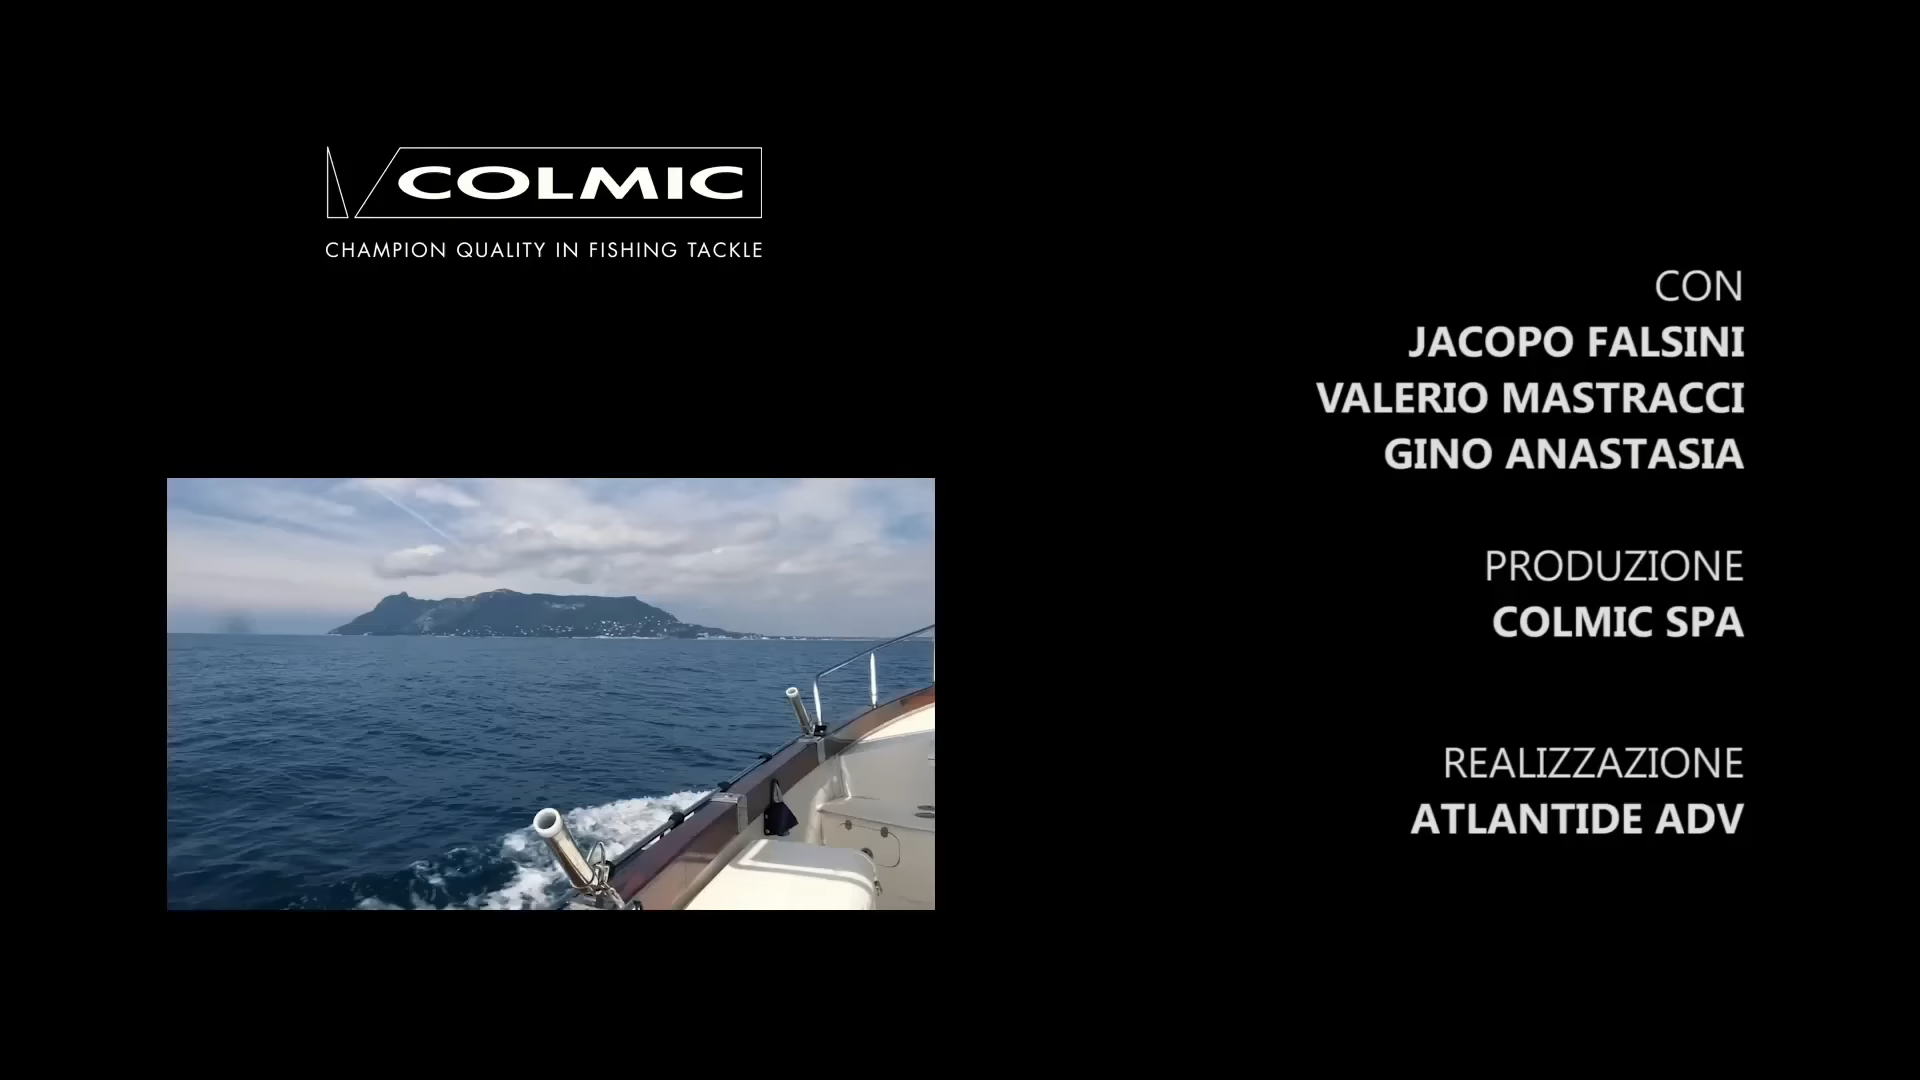 COLMIC
CHAMPION QUALITY IN FISHING TACKLE
CON
JACOPO FALSINI
VALERIO MASTRACCI
GINO ANASTASIA
PRODUZIONE
COLMIC SPA
REALIZZAZIONE
ATLANTIDE ADV